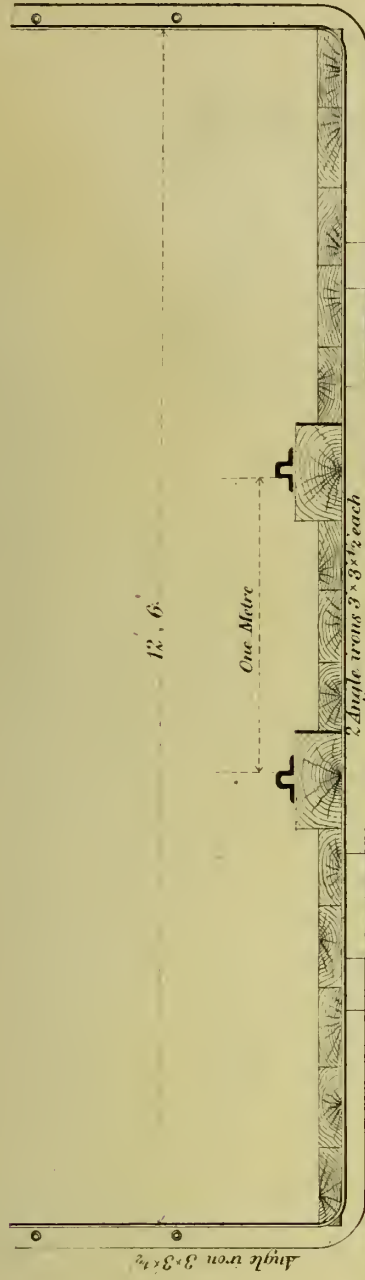 12' , 6"
One Metre
2 Angle irons 3" × 3" × 1/2" each
Angle iron 3 × 3 × 1/2